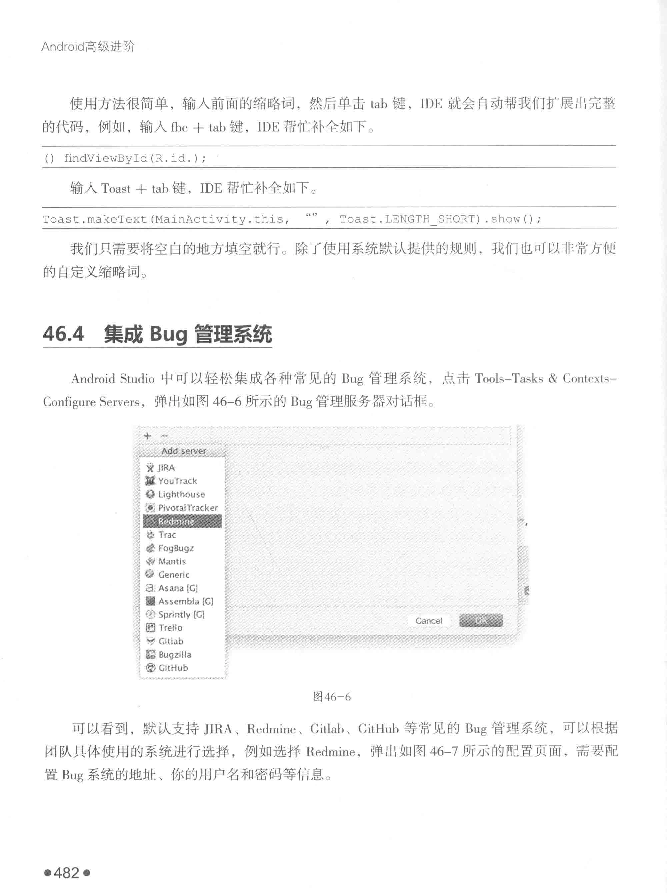 Android高级进阶
使用方法很简单，输入前面的缩略词，然后单击 tab 键，IDE 就会自动帮我们扩展出完整
的代码，例如，输入 fbc + tab 键，IDE 帮忙补全如下。
() findViewById(R.id.);
输入 Toast + tab 键，IDE 帮忙补全如下。
Toast.makeText(MainActivity.this, “” , Toast.LENGTH_SHORT).show();
我们只需要将空白的地方填空就行。除了使用系统默认提供的规则，我们也可以非常方便
的自定义缩略词。
46.4 集成 Bug 管理系统
Android Studio 中可以轻松集成各种常见的 Bug 管理系统，点击 Tools-Tasks & Contexts-
Configure Servers，弹出如图 46-6 所示的 Bug 管理服务器对话框。
+ −
Add server
JIRA
YouTrack
Lighthouse
PivotalTracker
Redmine
Trac
FogBugz
Mantis
Generic
Asana [G]
Assembla [G]
Sprintly [G]
Trello
Gitlab
Bugzilla
GitHub
Cancel OK
图46-6
可以看到，默认支持 JIRA、Redmine、Gitlab、GitHub 等常见的 Bug 管理系统，可以根据
团队具体使用的系统进行选择，例如选择 Redmine，弹出如图 46-7 所示的配置页面，需要配
置 Bug 系统的地址、你的用户名和密码等信息。
●482●